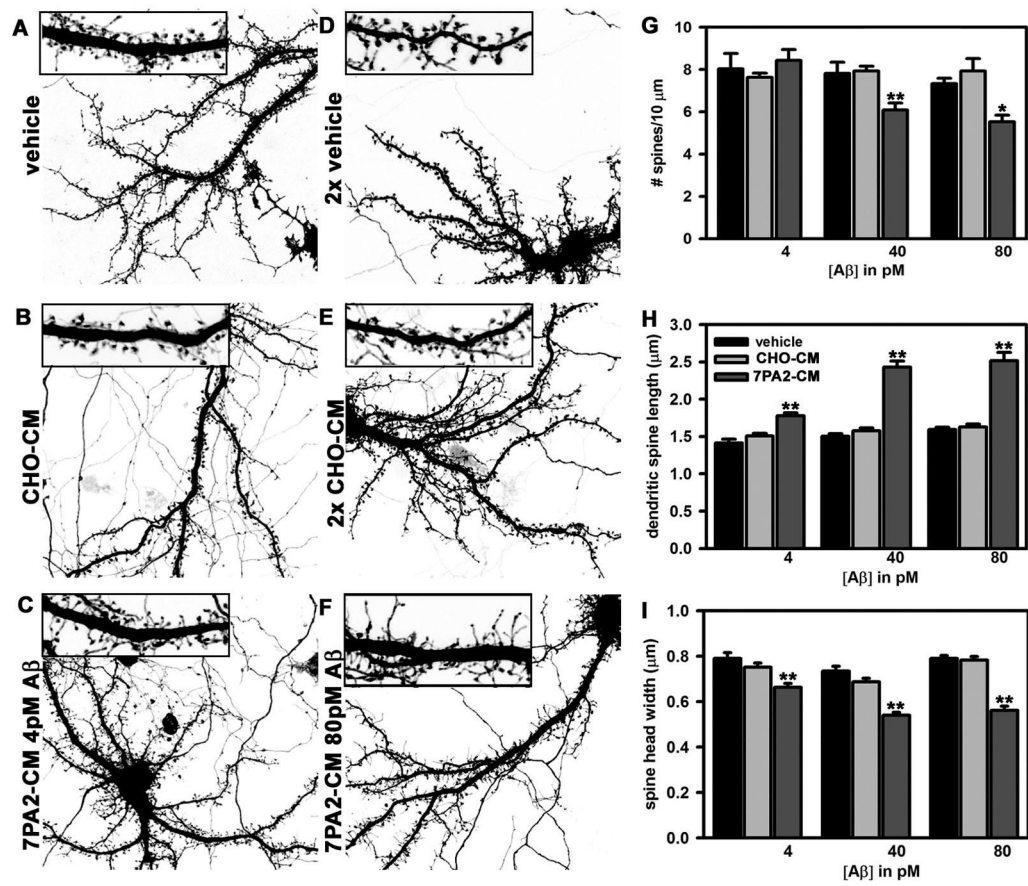 A
vehicle
B
CHO-CM
C
7PA2-CM 4pM Aβ
D
2x vehicle
E
2x CHO-CM
F
7PA2-CM 80pM Aβ
G
# spines/10 μm
10
8
6
4
2
0
**
*
4 40 80
[Aβ] in pM
H
dendritic spine length (μm)
3.0
2.5
2.0
1.5
1.0
0.5
0.0
vehicle
CHO-CM
7PA2-CM
**
**
**
4 40 80
[Aβ] in pM
I
spine head width (μm)
1.0
0.8
0.6
0.4
0.2
0.0
**
**
**
4 40 80
[Aβ] in pM